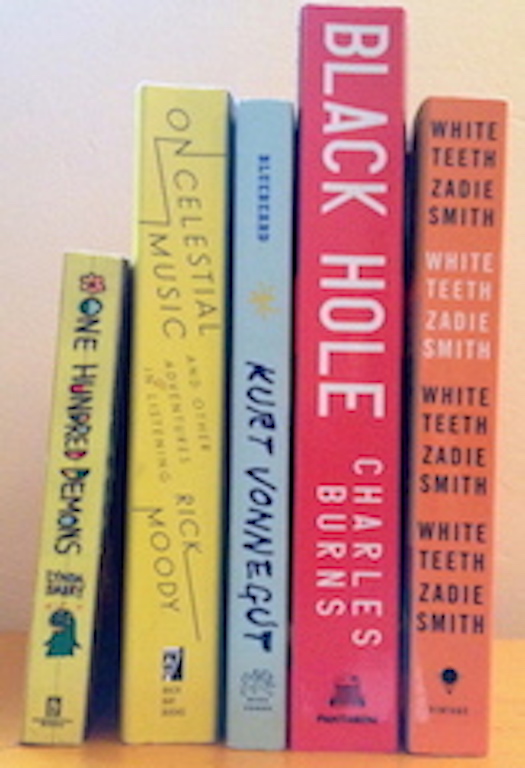 ONE HUNDRED DEMONS
LYNDA BARRY
ON CELESTIAL
MUSIC
AND OTHER
ADVENTURES
IN LISTENING
RICK
MOODY
BLUEBEARD
KURT VONNEGUT
BLACK HOLE
CHARLES
BURNS
PANTHEON
WHITE
TEETH
ZADIE
SMITH
WHITE
TEETH
ZADIE
SMITH
WHITE
TEETH
ZADIE
SMITH
WHITE
TEETH
ZADIE
SMITH
VINTAGE